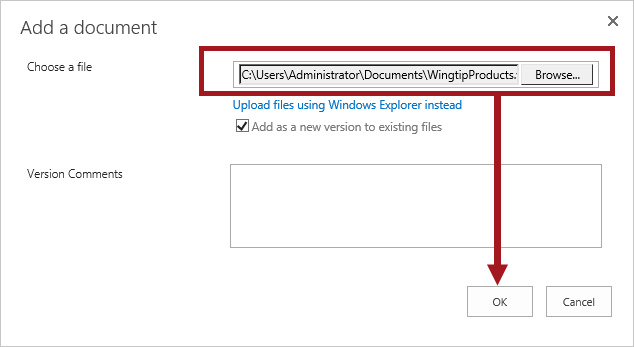 Add a document
Choose a file
C:\Users\Administrator\Documents\WingtipProducts.
Browse...
Upload files using Windows Explorer instead
Add as a new version to existing files
Version Comments
OK
Cancel